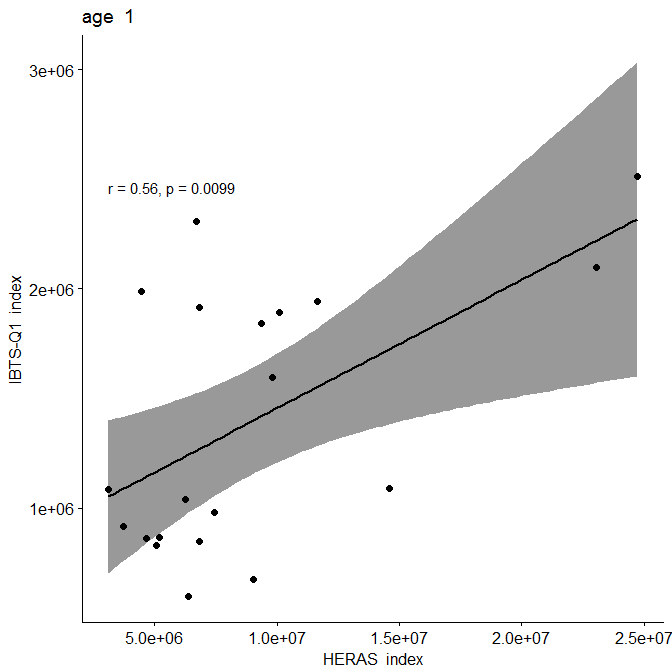 age 1
3e+06
r = 0.56, p = 0.0099
2e+06
IBTS-Q1 index
1e+06
5.0e+06 1.0e+07 1.5e+07 2.0e+07 2.5e+07
HERAS index